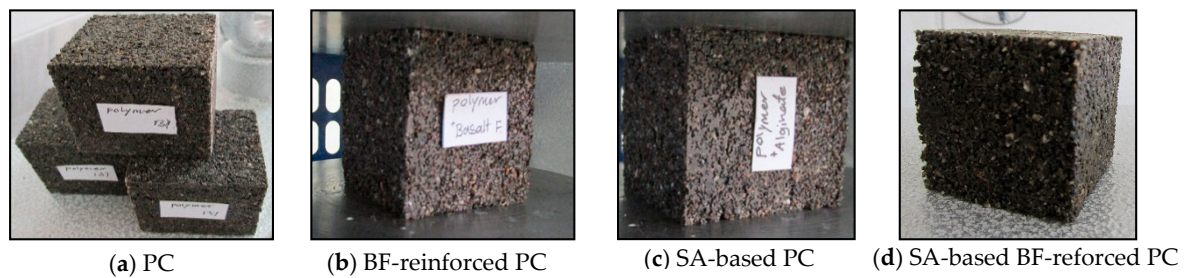 polymer
polymer
polymer
polymer
+Basalt F
polymer
+Alginate
(a) PC
(b) BF-reinforced PC
(c) SA-based PC
(d) SA-based BF-reforced PC